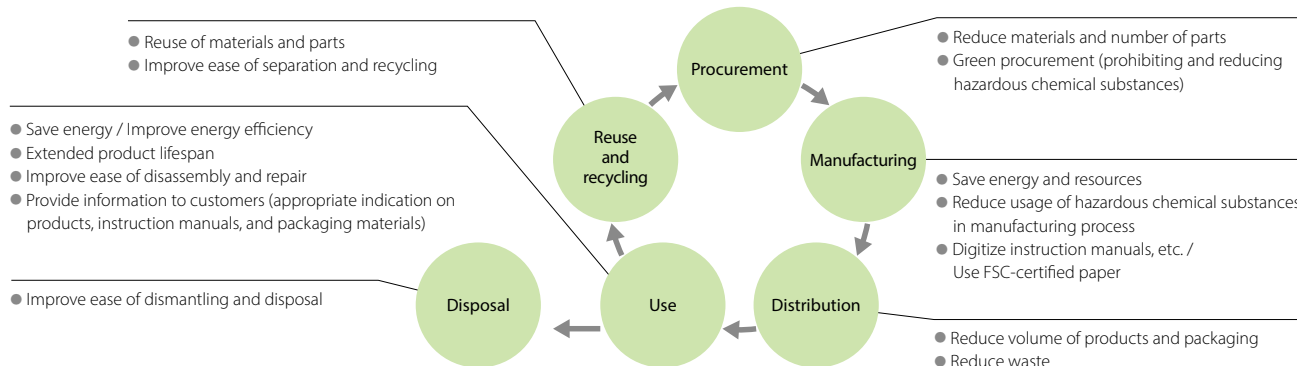 ● Reuse of materials and parts
● Improve ease of separation and recycling
Procurement
● Reduce materials and number of parts
● Green procurement (prohibiting and reducing
hazardous chemical substances)
● Save energy / Improve energy efficiency
● Extended product lifespan
● Improve ease of disassembly and repair
● Provide information to customers (appropriate indication on
products, instruction manuals, and packaging materials)
Reuse
and
recycling
Manufacturing
● Save energy and resources
● Reduce usage of hazardous chemical substances
in manufacturing process
● Digitize instruction manuals, etc. /
Use FSC-certified paper
● Improve ease of dismantling and disposal
Disposal
Use
Distribution
● Reduce volume of products and packaging
● Reduce waste